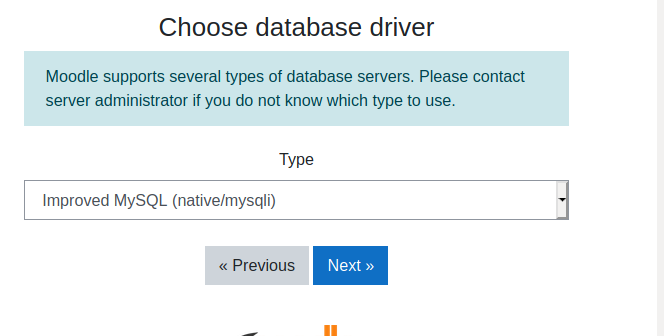 Choose database driver
Moodle supports several types of database servers. Please contact
server administrator if you do not know which type to use.
Type
Improved MySQL (native/mysqli)
« Previous
Next »